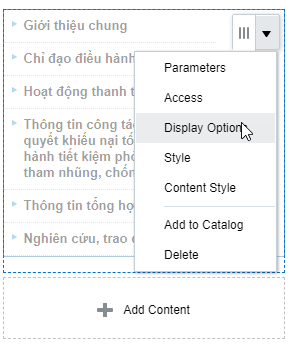 Giới thiệu chung
Chỉ đạo điều hành
Parameters
Hoạt động thanh t
Access
Thông tin công tác
Display Option
quyết khiếu nại tố
Style
hành tiết kiệm phò
Content Style
tham nhũng, chốn
Thông tin tổng hợ
Add to Catalog
Nghiên cứu, trao đ
Delete
Add Content